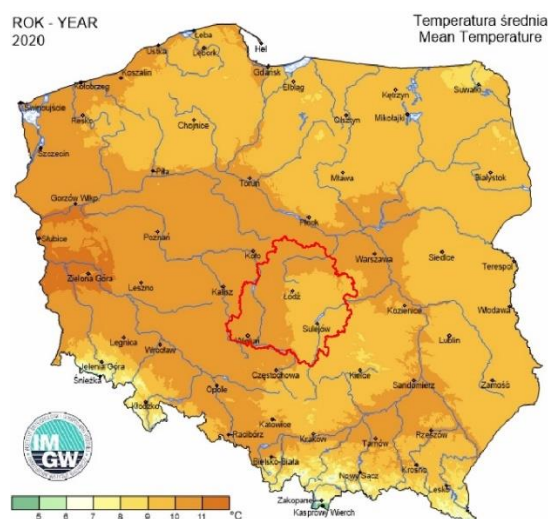 ROK - YEAR
2020
Temperatura średnia
Mean Temperature
Łeba
Hel
Ustka
Lębork
Koszalin
Gdańsk
Kołobrzeg
Elbląg
Suwałki
Kętrzyn
Świnoujście
Resko
Chojnice
Olsztyn
Mikołajki
Szczecin
Białystok
Piła
Toruń
Mława
Gorzów Wlkp.
Płock
Słubice
Poznań
Koło
Warszawa
Siedlce
Terespol
Zielona Góra
Leszno
Kalisz
Łódź
Kozienice
Włodawa
Sulejów
Wieluń
Legnica
Wrocław
Lublin
Jelenia Góra
Śnieżka
Częstochowa
Kielce
Opole
Sandomierz
Zamość
Kłodzko
Katowice
Racibórz
Kraków
Tarnów
Rzeszów
Bielsko-Biała
Nowy Sącz
Krosno
Lesko
Zakopane
Kasprowy Wierch
IM
GW
5 6 7 8 9 10 11 °C